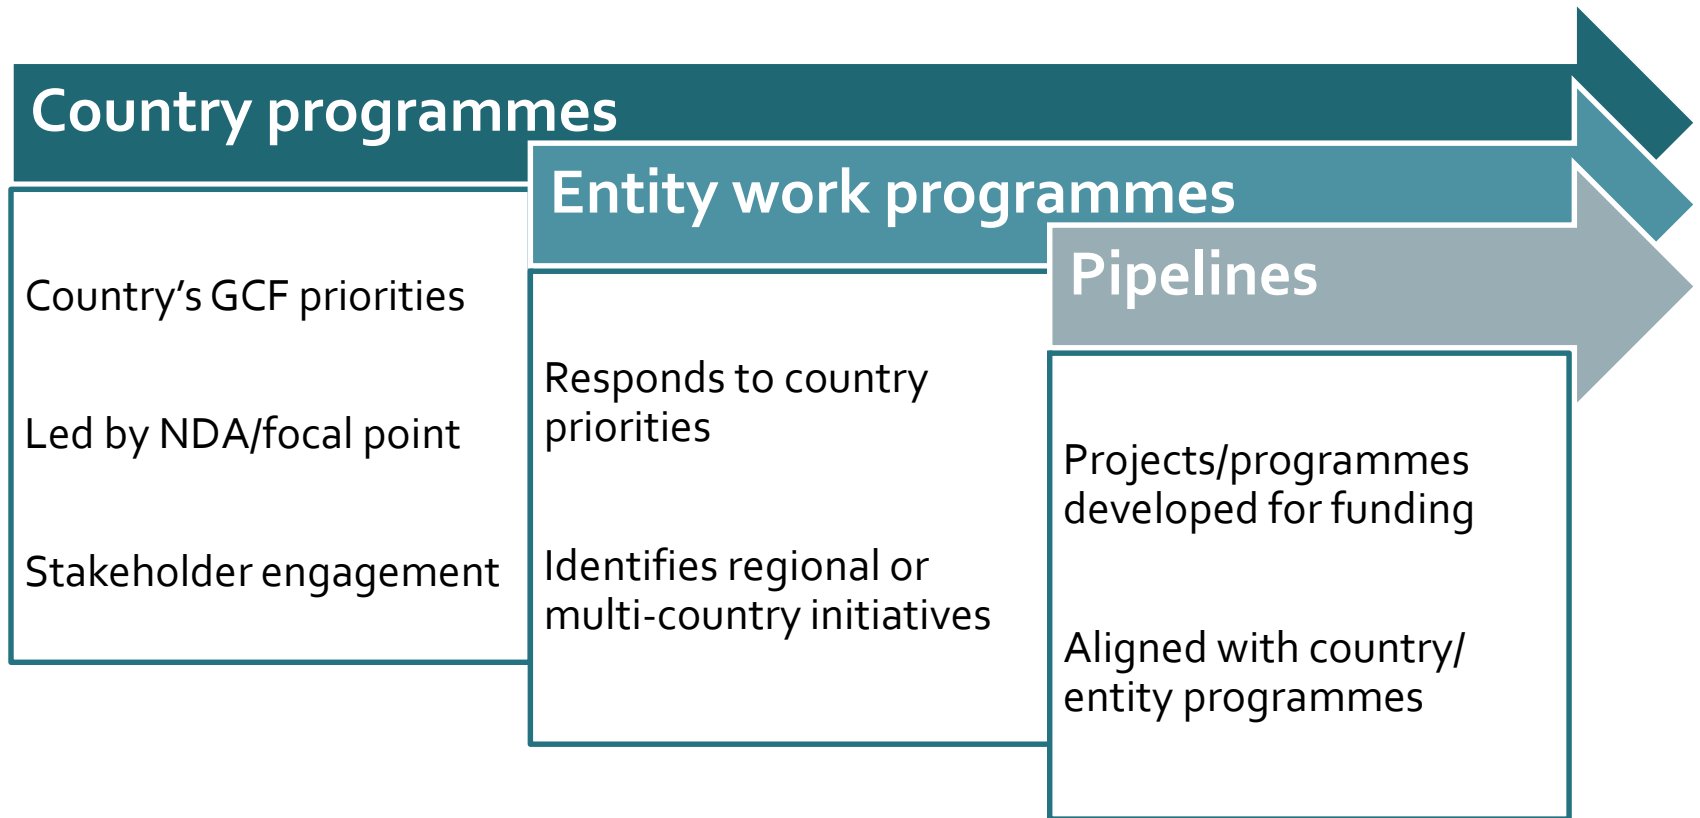 Country programmes
Country's GCF priorities
Led by NDA/focal point
Stakeholder engagement
Entity work programmes
Responds to country
priorities
Identifies regional or
multi-country initiatives
Pipelines
Projects/programmes
developed for funding
Aligned with country/
entity programmes